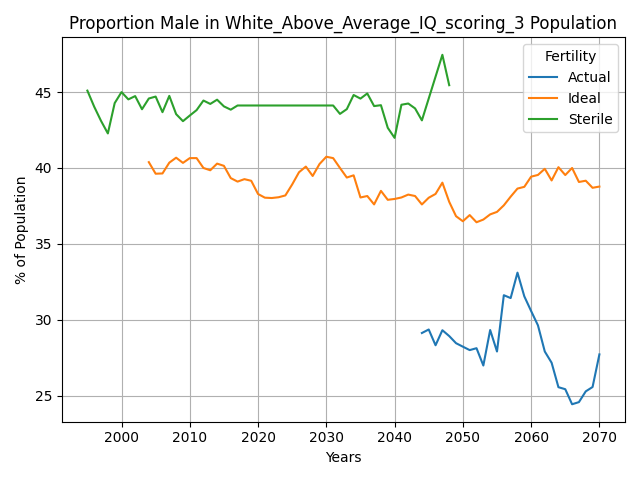 Proportion Male in White_Above_Average_IQ_scoring_3 Population
Fertility
Actual
Ideal
Sterile
% of Population
45
40
35
30
25
2000 2010 2020 2030 2040 2050 2060 2070
Years